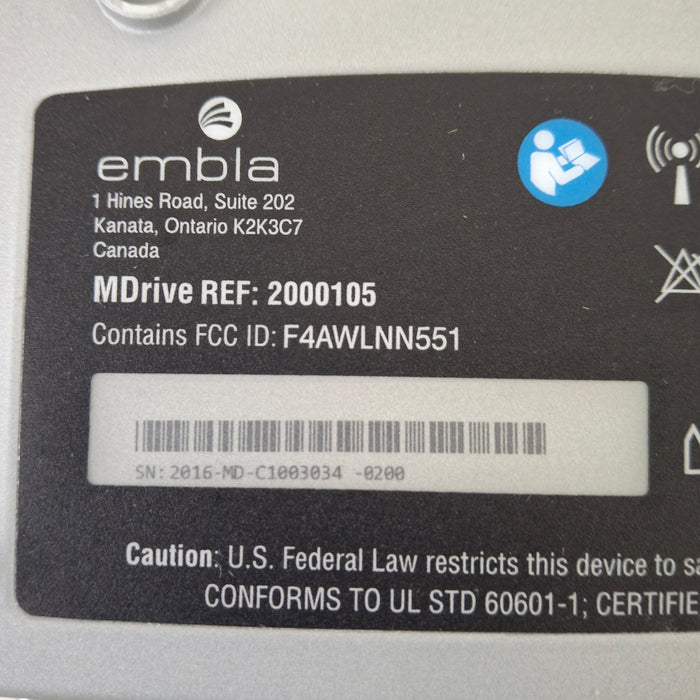 embla
1 Hines Road, Suite 202
Kanata, Ontario K2K3C7
Canada
MDrive REF: 2000105
Contains FCC ID: F4AWLNN551
SN: 2016-MD-C1003034 -0200
Caution: U.S. Federal Law restricts this device to sa
CONFORMS TO UL STD 60601-1; CERTIFIE